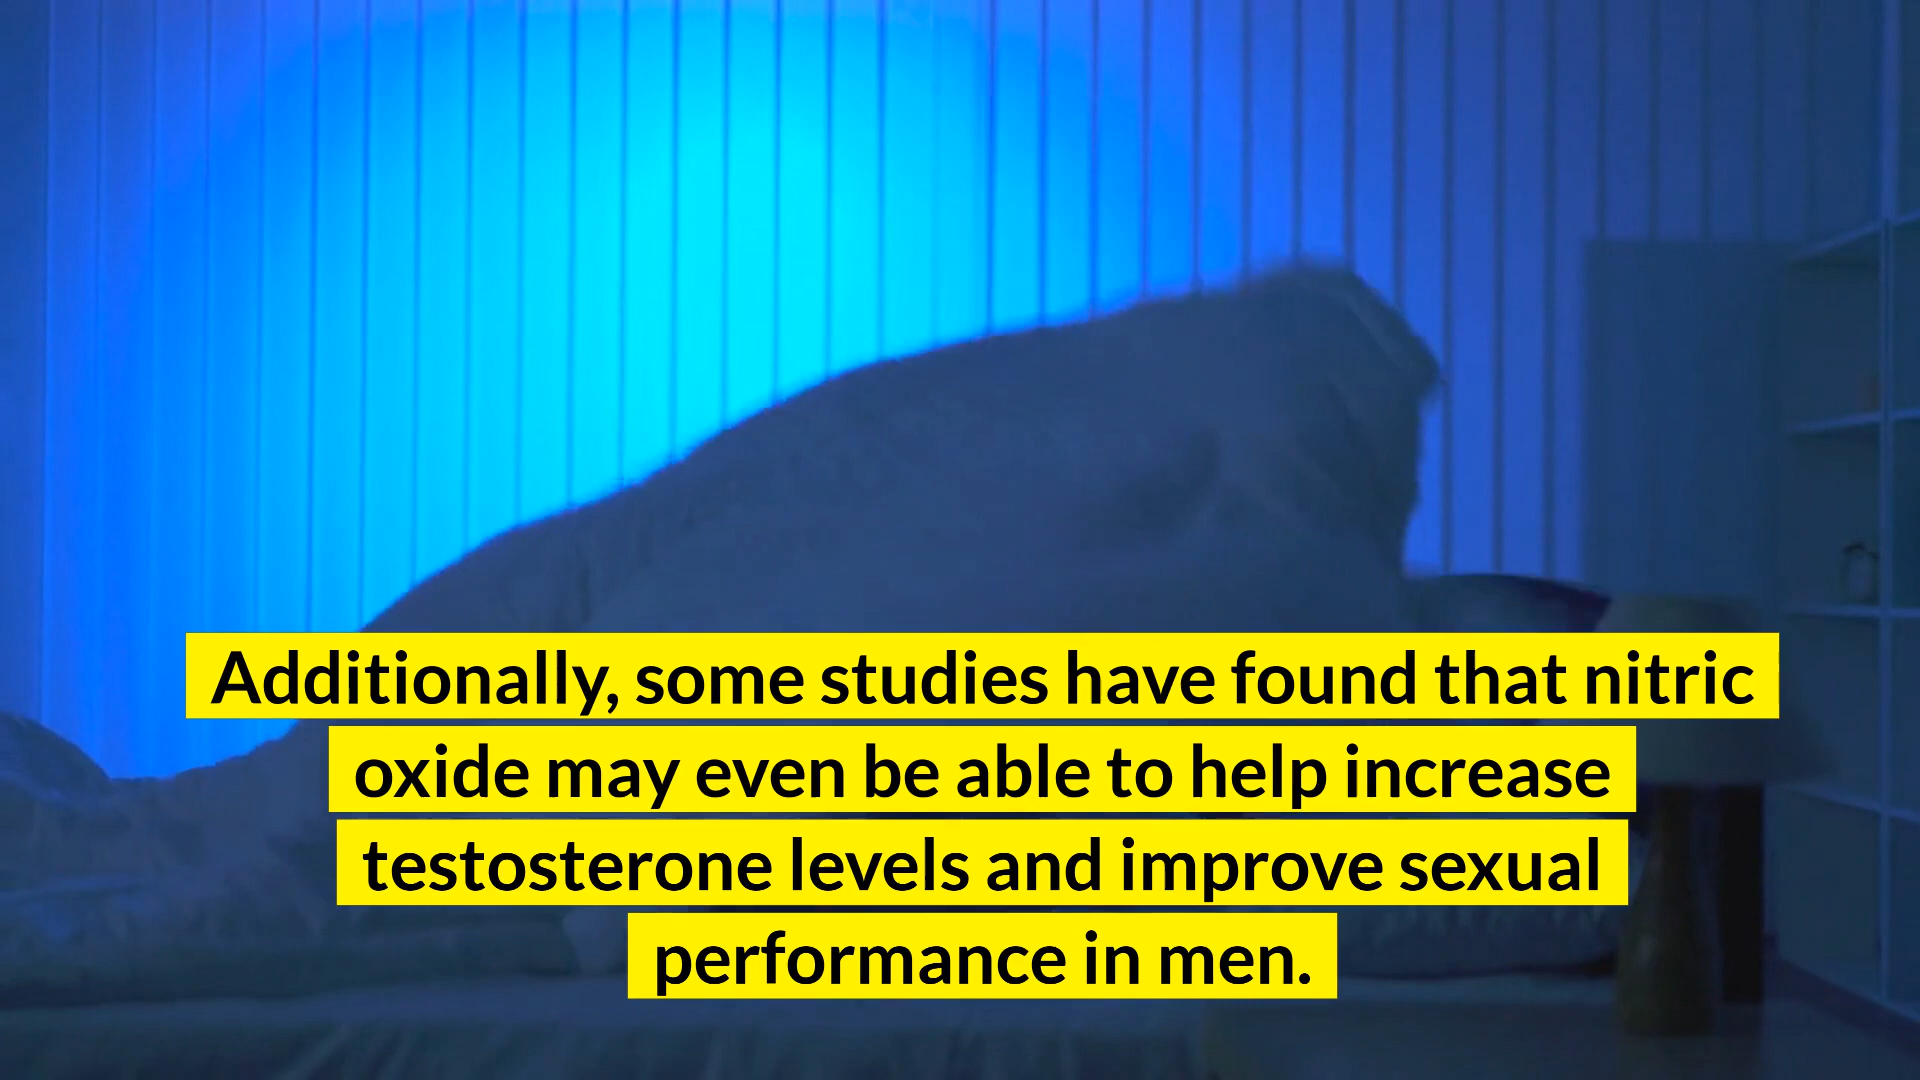 Additionally, some studies have found that nitric
oxide may even be able to help increase
testosterone levels and improve sexual
performance in men.